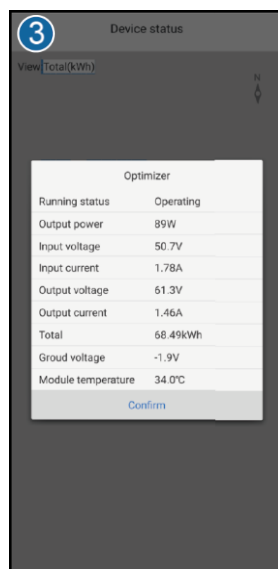 3
Device status
View Total(kWh)
N
Optimizer
Running status Operating
Output power 89W
Input voltage 50.7V
Input current 1.78A
Output voltage 61.3V
Output current 1.46A
Total 68.49kWh
Groud voltage -1.9V
Module temperature 34.0℃
Confirm